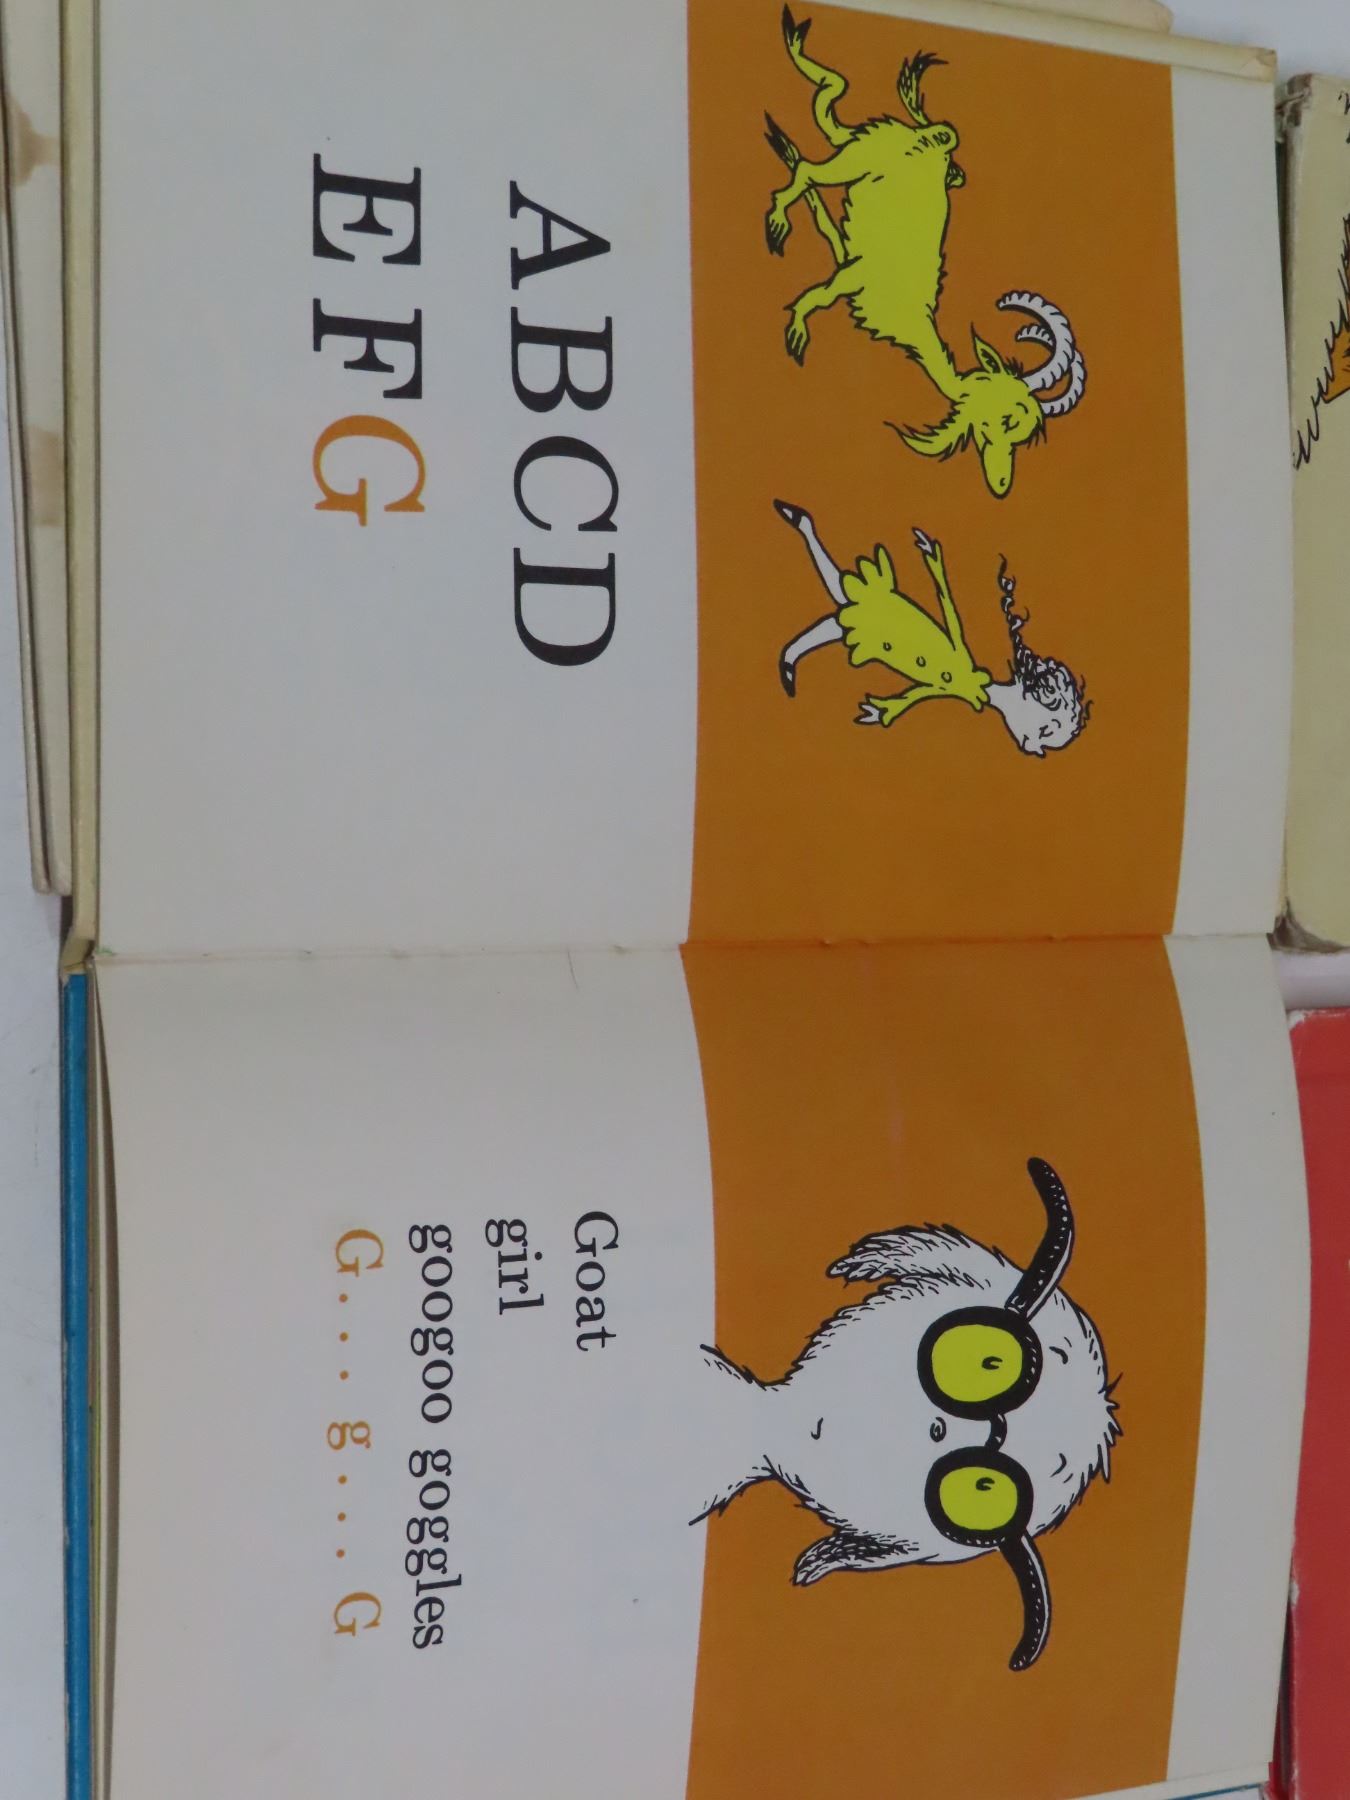 ABCD
EFG
Goat
girl
googoo goggles
G . . . g . . . G